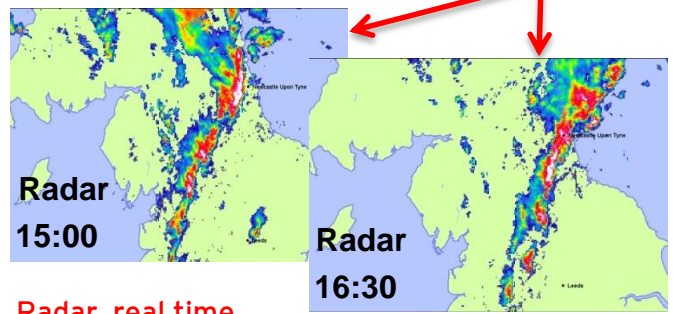 Newcastle Upon Tyne
Radar
15:00
Leeds
Newcastle Upon Tyne
Radar
16:30
Leeds
Radar real time